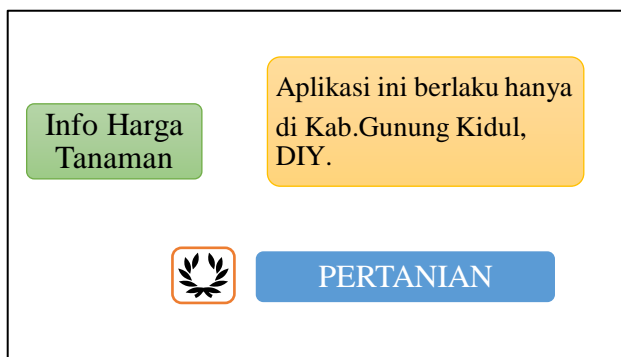 Info Harga
Tanaman
Aplikasi ini berlaku hanya
di Kab.Gunung Kidul,
DIY.
PERTANIAN